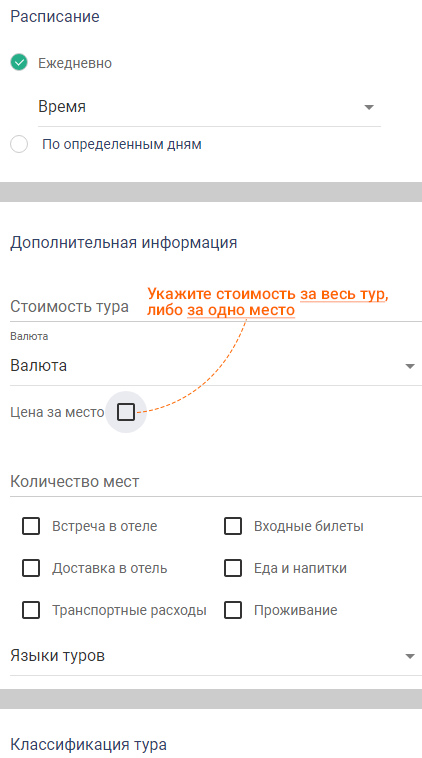 Расписание
Ежедневно
Время
По определенным дням
Дополнительная информация
Укажите стоимость за весь тур,
либо за одно место
Стоимость тура
Валюта
Валюта
Цена за место
Количество мест
Встреча в отеле
Входные билеты
Доставка в отель
Еда и напитки
Транспортные расходы
Проживание
Языки туров
Классификация тура